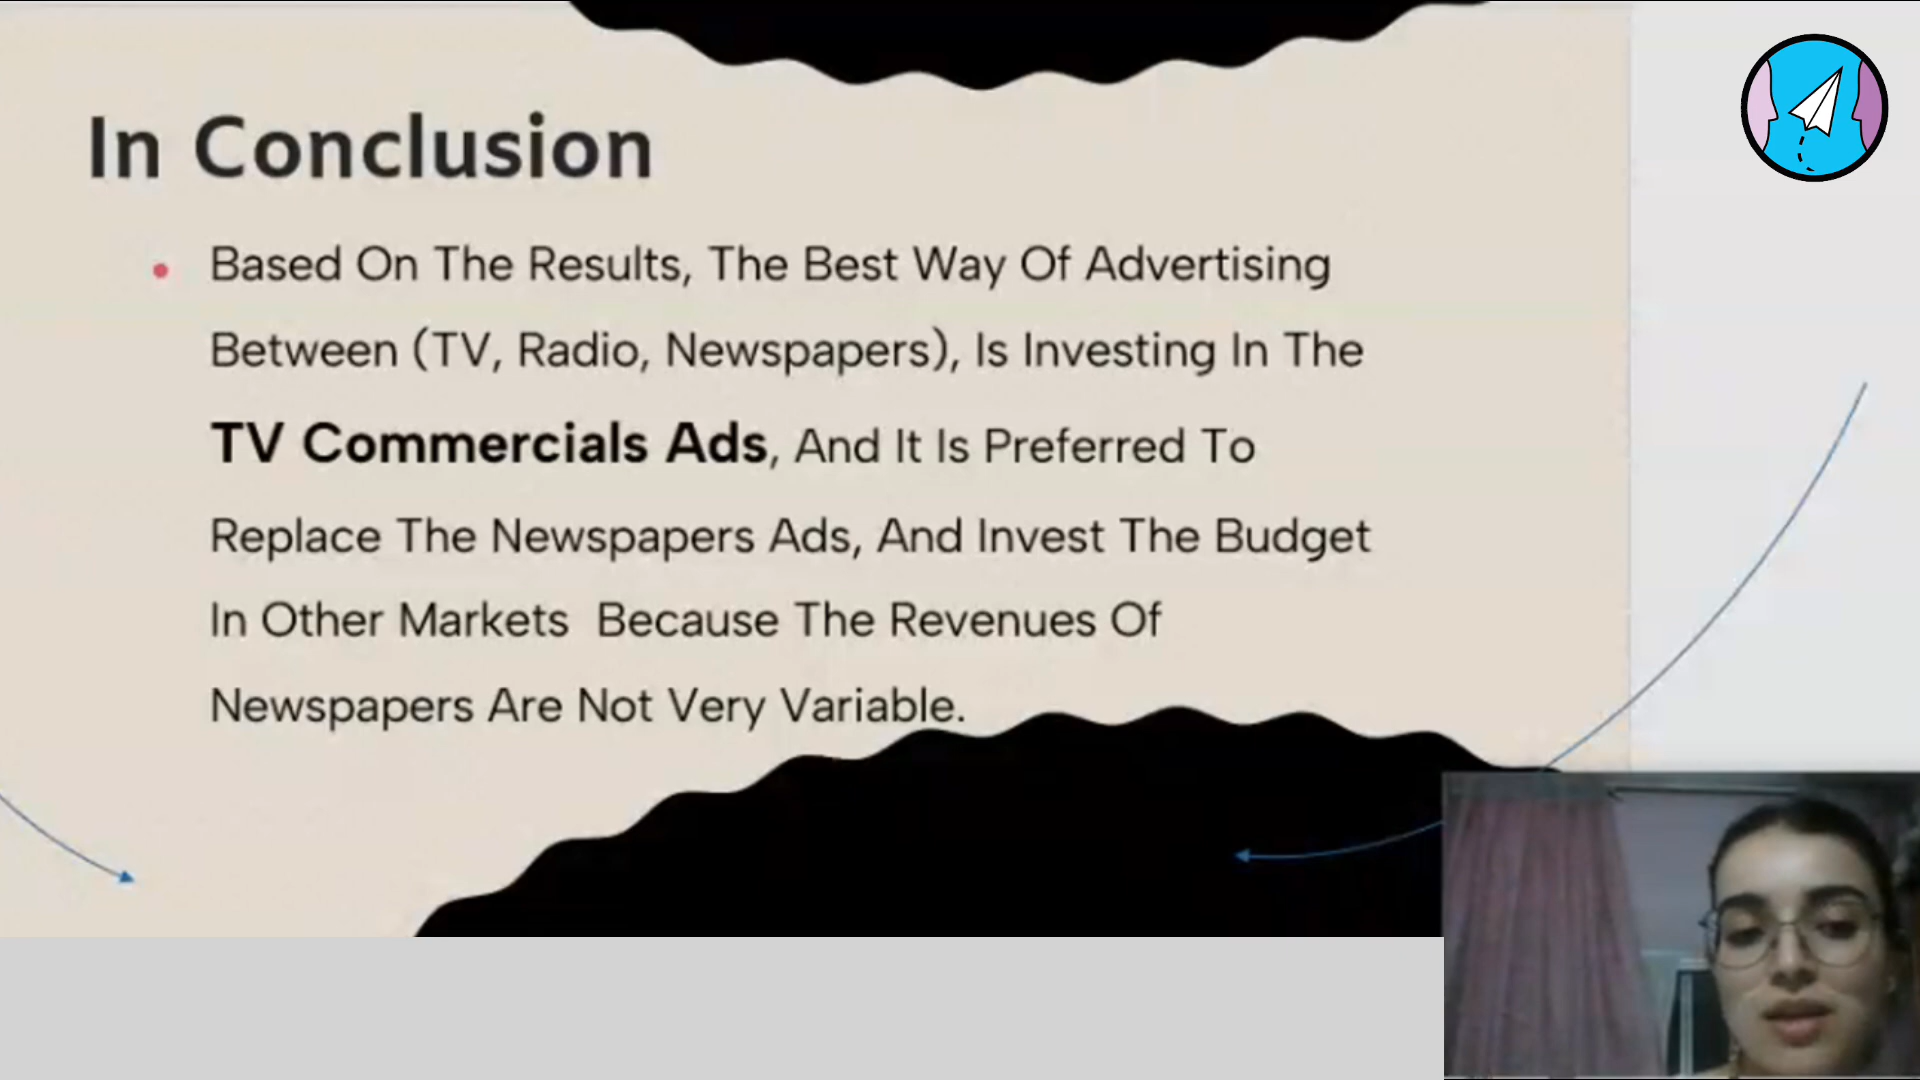 In Conclusion
Based On The Results, The Best Way Of Advertising
Between (TV, Radio, Newspapers), Is Investing In The
TV Commercials Ads, And It Is Preferred To
Replace The Newspapers Ads, And Invest The Budget
In Other Markets  Because The Revenues Of
Newspapers Are Not Very Variable.